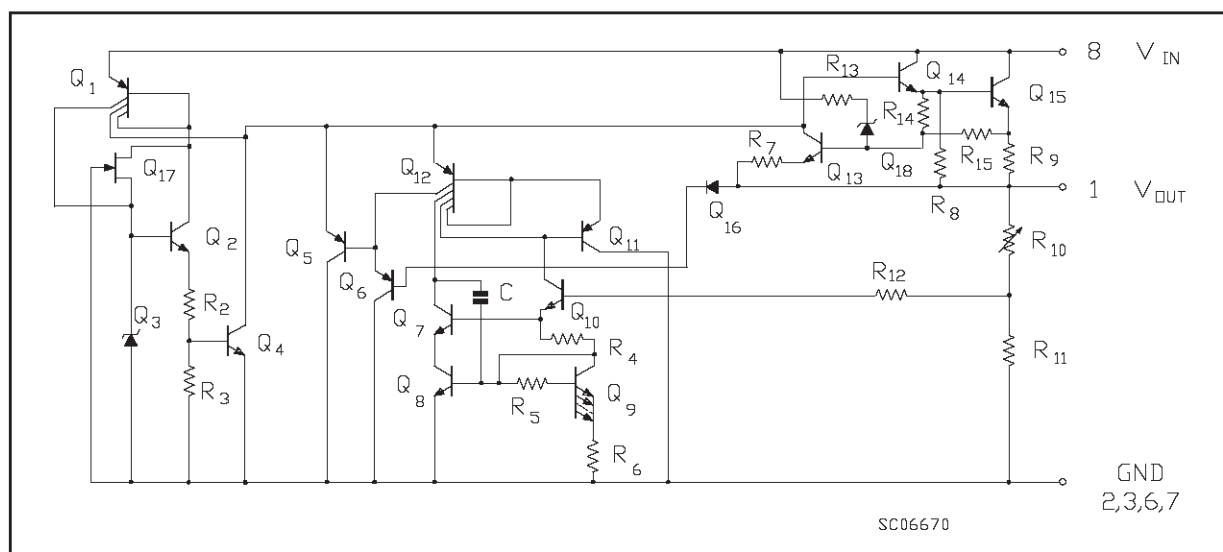 8 V IN
Q1
R13
Q14
Q15
R14
R7
R15
R9
Q17
Q12
Q13
Q18
1 V OUT
Q16
R8
Q2
Q5
Q11
R10
Q6
R12
R2
C
Q3
Q7
Q10
Q4
R4
R11
R3
Q8
R5
Q9
R6
GND
2,3,6,7
SC06670